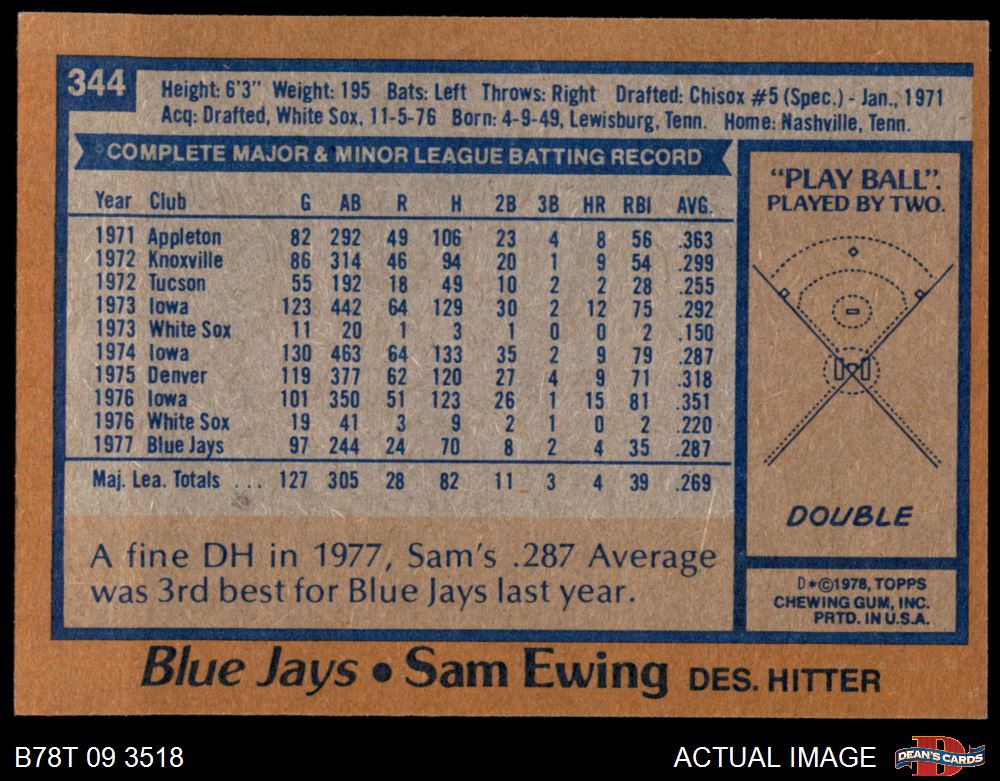 344
Height: 6'3" Weight: 195 Bats: Left Throws: Right Drafted: Chisox #5 (Spec.) - Jan., 1971
Acq: Drafted, White Sox, 11-5-76 Born: 4-9-49, Lewisburg, Tenn. Home: Nashville, Tenn.
COMPLETE MAJOR & MINOR LEAGUE BATTING RECORD
Year Club G AB R H 2B 3B HR RBI AVG.
1971 Appleton 82 292 49 106 23 4 8 56 .363
1972 Knoxville 86 314 46 94 20 1 9 54 .299
1972 Tucson 55 192 18 49 10 2 2 28 .255
1973 Iowa 123 442 64 129 30 2 12 75 .292
1973 White Sox 11 20 1 3 1 0 0 2 .150
1974 Iowa 130 463 64 133 35 2 9 79 .287
1975 Denver 119 377 62 120 27 4 9 71 .318
1976 Iowa 101 350 51 123 26 1 15 81 .351
1976 White Sox 19 41 3 9 2 1 0 2 .220
1977 Blue Jays 97 244 24 70 8 2 4 35 .287
Maj. Lea. Totals ... 127 305 28 82 11 3 4 39 .269
A fine DH in 1977, Sam's .287 Average
was 3rd best for Blue Jays last year.
"PLAY BALL".
PLAYED BY TWO.
DOUBLE
D*©1978, TOPPS
CHEWING GUM, INC.
PRTD. IN U.S.A.
Blue Jays • Sam Ewing DES. HITTER
B78T 09 3518
ACTUAL IMAGE
D
DEAN'S CARDS